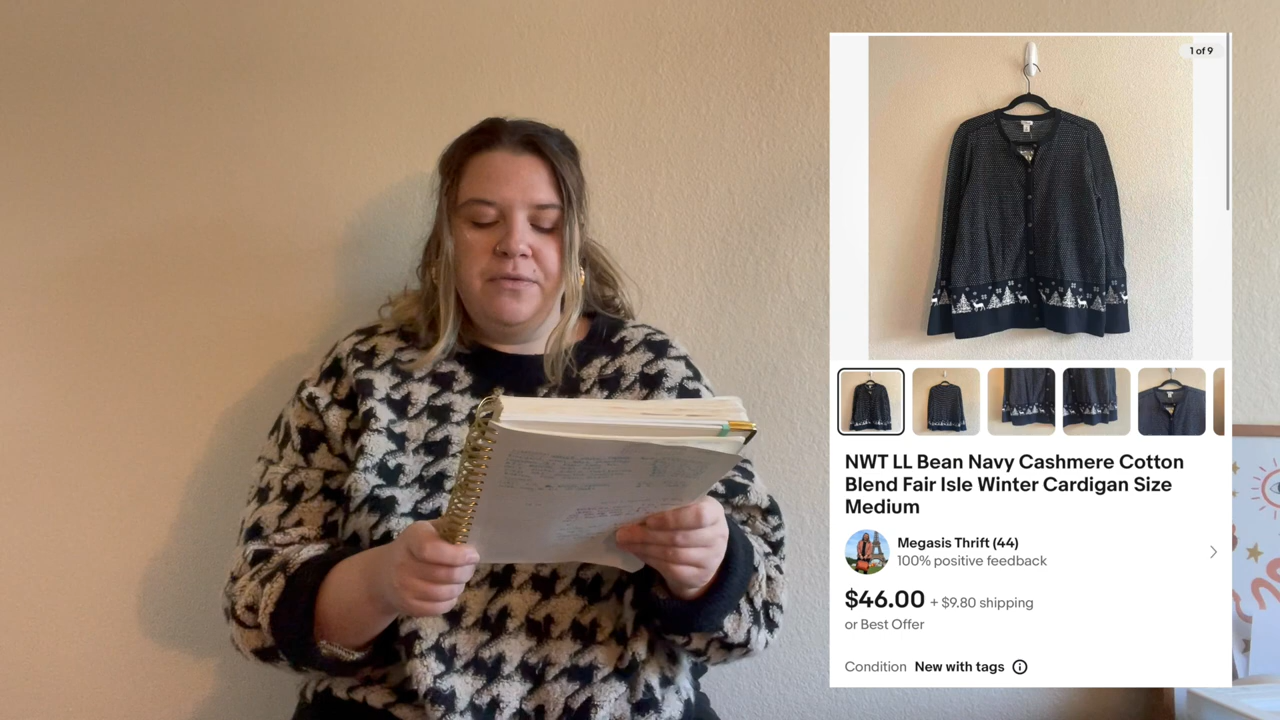 1 of 9
NWT LL Bean Navy Cashmere Cotton
Blend Fair Isle Winter Cardigan Size
Medium
Megasis Thrift (44)
100% positive feedback
$46.00 + $9.80 shipping
or Best Offer
Condition New with tags